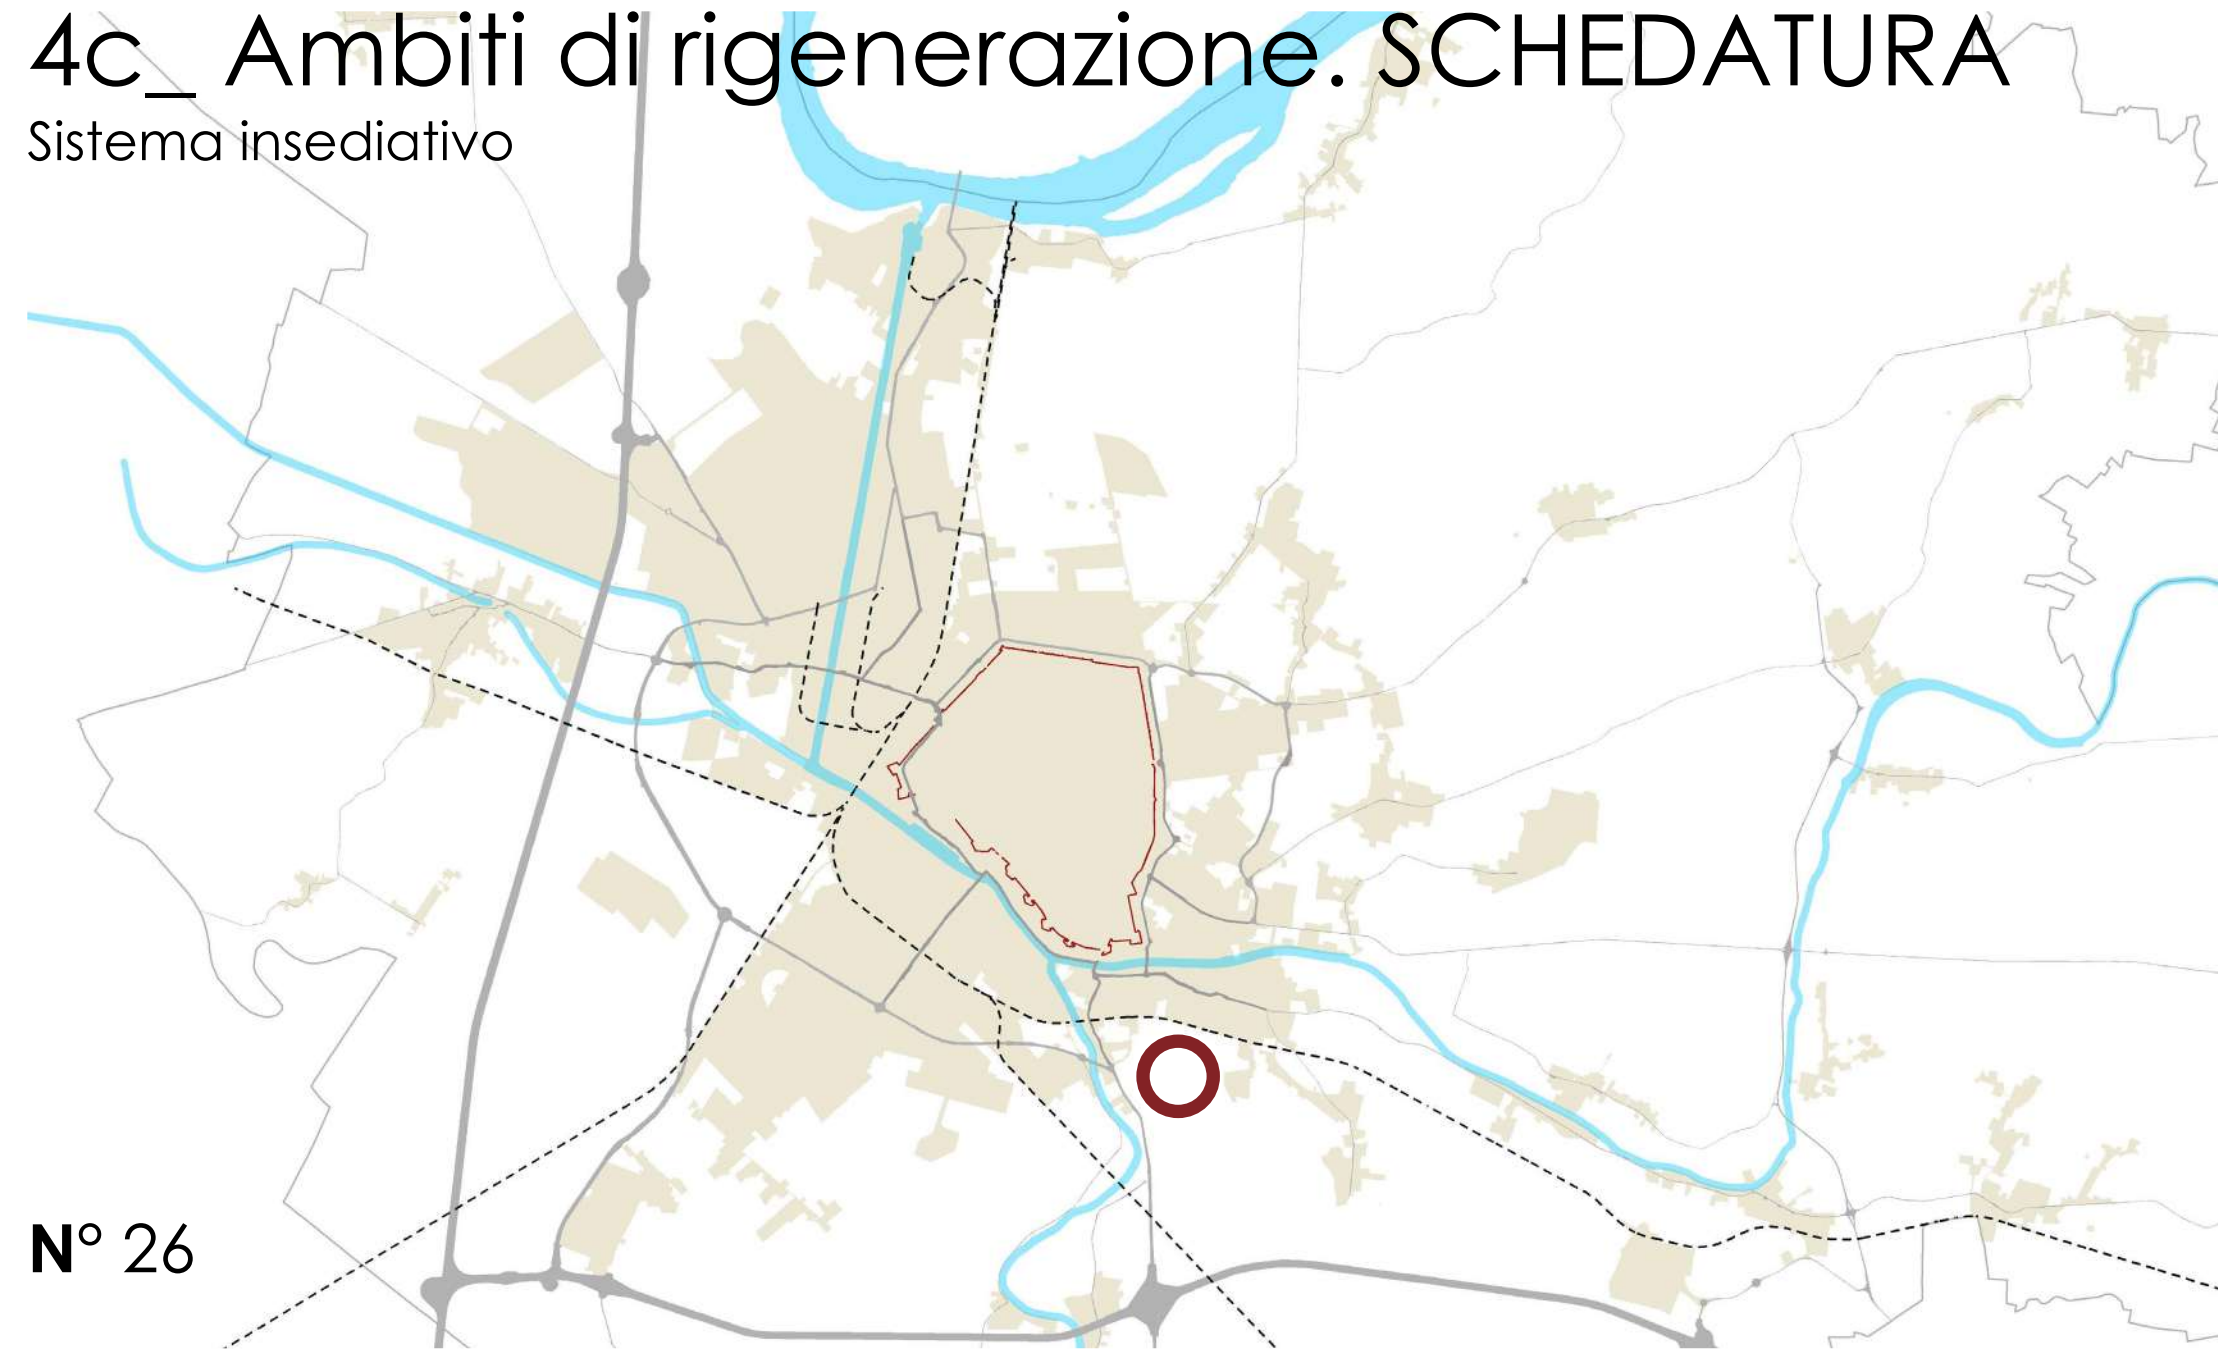 4c_ Ambiti di rigenerazione. SCHEDATURA
Sistema insediativo
N° 26